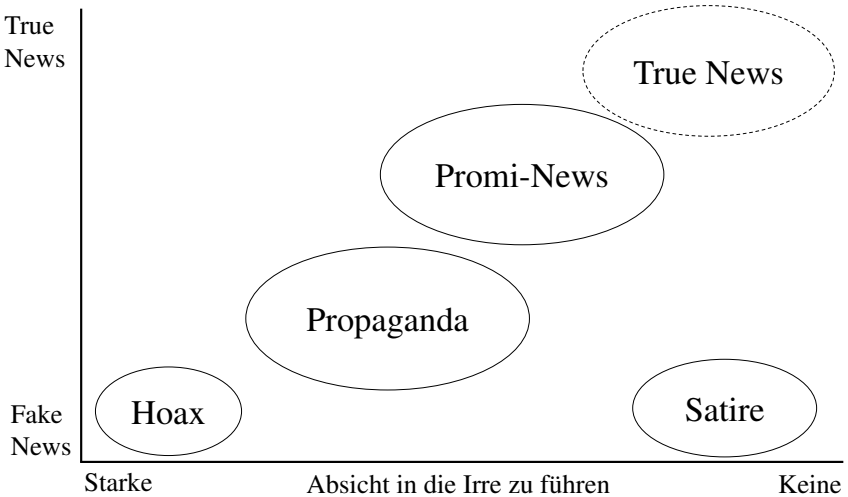 True
News
True News
Promi-News
Propaganda
Hoax
Satire
Fake
News
Starke
Absicht in die Irre zu führen
Keine